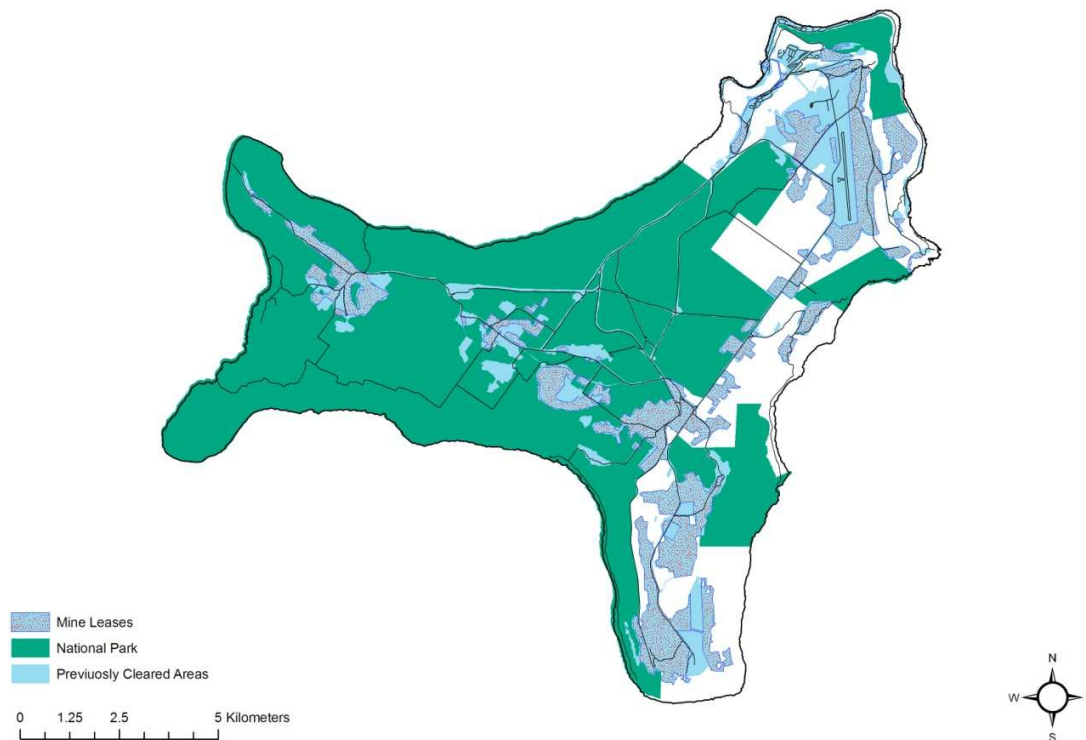 Mine Leases
National Park
Previuosly Cleared Areas
0 1.25 2.5 5 Kilometers
N
W E
S